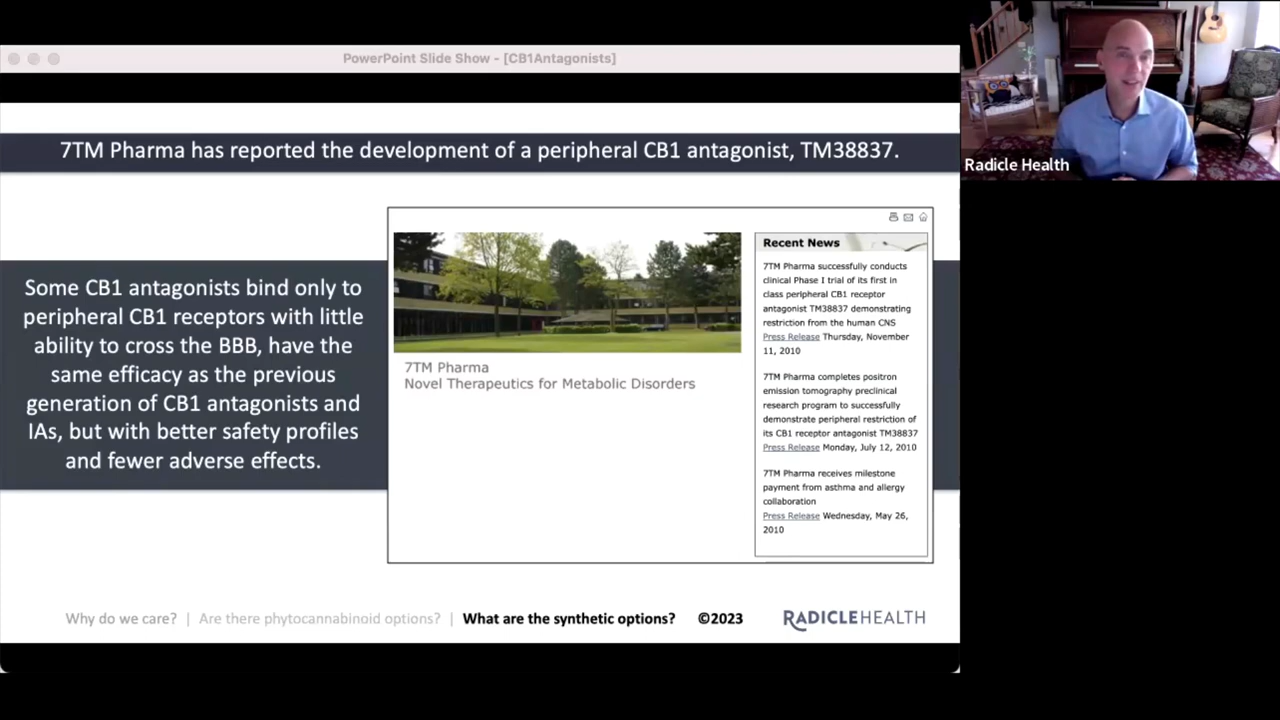 PowerPoint Slide Show - [CB1Antagonists]
7TM Pharma has reported the development of a peripheral CB1 antagonist, TM38837.
Some CB1 antagonists bind only to
peripheral CB1 receptors with little
ability to cross the BBB, have the
same efficacy as the previous
generation of CB1 antagonists and
IAs, but with better safety profiles
and fewer adverse effects.
7TM Pharma
Novel Therapeutics for Metabolic Disorders
Recent News
7TM Pharma successfully conducts
clinical Phase I trial of its first in
class peripheral CB1 receptor
antagonist TM38837 demonstrating
restriction from the human CNS
Press Release Thursday, November
11, 2010
7TM Pharma completes positron
emission tomography preclinical
research program to successfully
demonstrate peripheral restriction of
its CB1 receptor antagonist TM38837
Press Release Monday, July 12, 2010
7TM Pharma receives milestone
payment from asthma and allergy
collaboration
Press Release Wednesday, May 26,
2010
Why do we care? | Are there phytocannabinoid options? | What are the synthetic options? ©2023 RADICLEHEALTH
Radicle Health